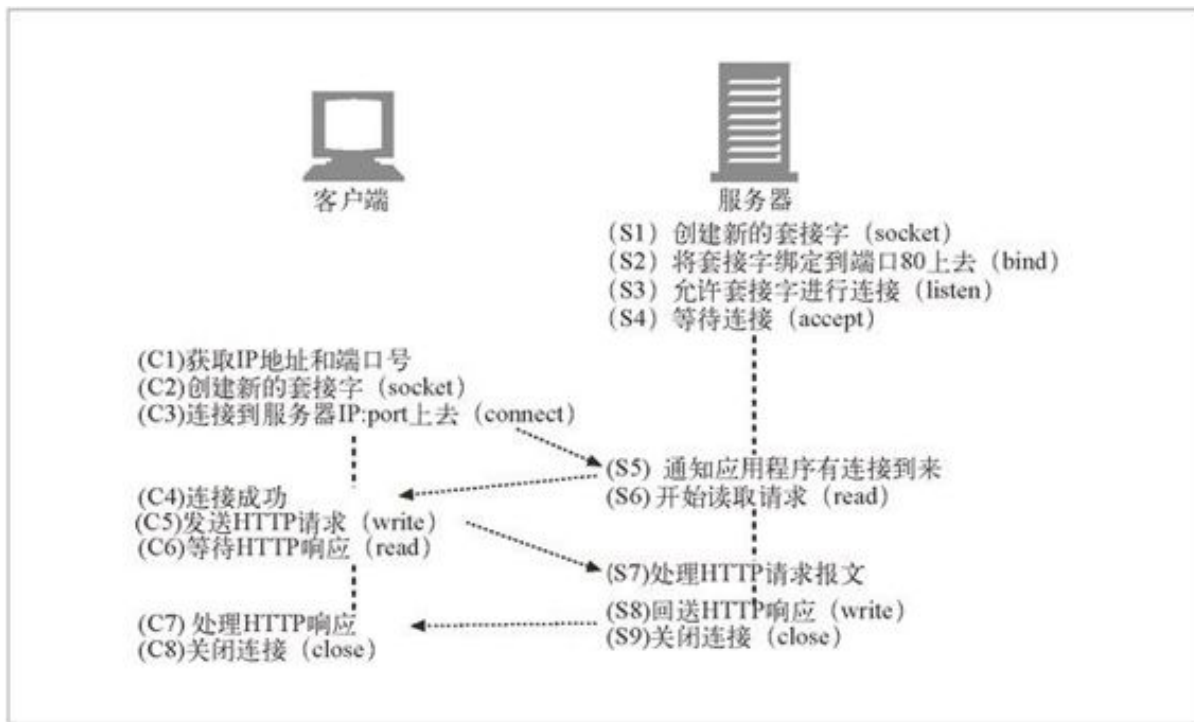 客户端
服务器
(S1) 创建新的套接字（socket）
(S2) 将套接字绑定到端口80上去（bind）
(S3) 允许套接字进行连接（listen）
(S4) 等待连接（accept）
(C1)获取IP地址和端口号
(C2)创建新的套接字（socket）
(C3)连接到服务器IP:port上去（connect）
(S5) 通知应用程序有连接到来
(S6) 开始读取请求（read）
(C4)连接成功
(C5)发送HTTP请求（write）
(C6)等待HTTP响应（read）
(S7)处理HTTP请求报文
(S8)回送HTTP响应（write）
(S9)关闭连接（close）
(C7) 处理HTTP响应
(C8)关闭连接（close）